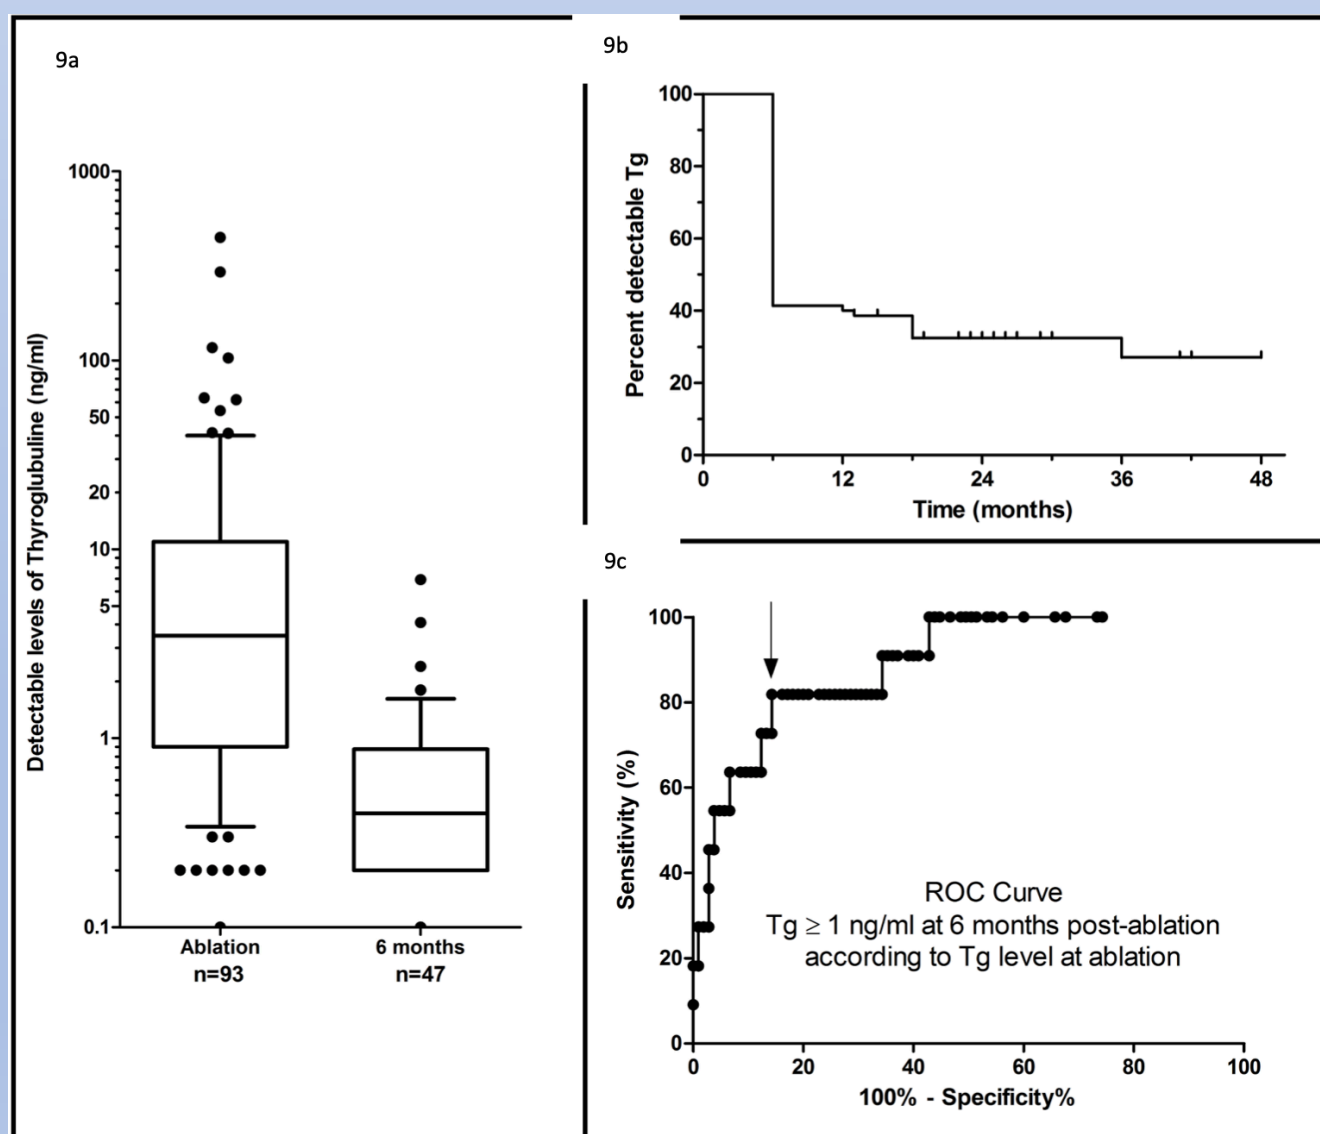 9a
Detectable levels of Thyroglubuline (ng/ml)
1000
100
50
20
10
5
1
0.1
Ablation
n=93
6 months
n=47
9b
Percent detectable Tg
100
80
60
40
20
0
0 12 24 36 48
Time (months)
9c
Sensitivity (%)
100
80
60
40
20
0
ROC Curve
Tg ≥ 1 ng/ml at 6 months post-ablation
according to Tg level at ablation
0 20 40 60 80 100
100% - Specificity%